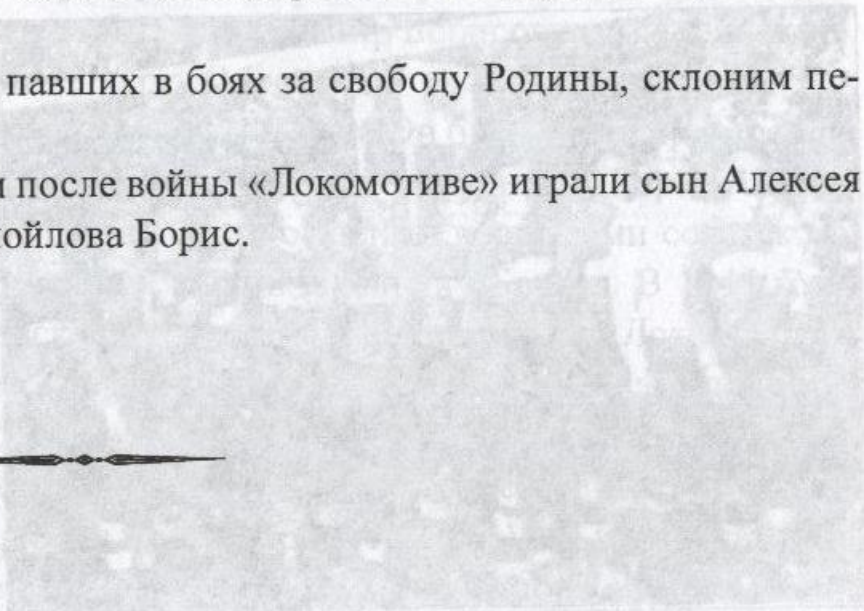 павших в боях за свободу Родины, склоним пе-
после войны «Локомотиве» играли сын Алексея
ойлова Борис.